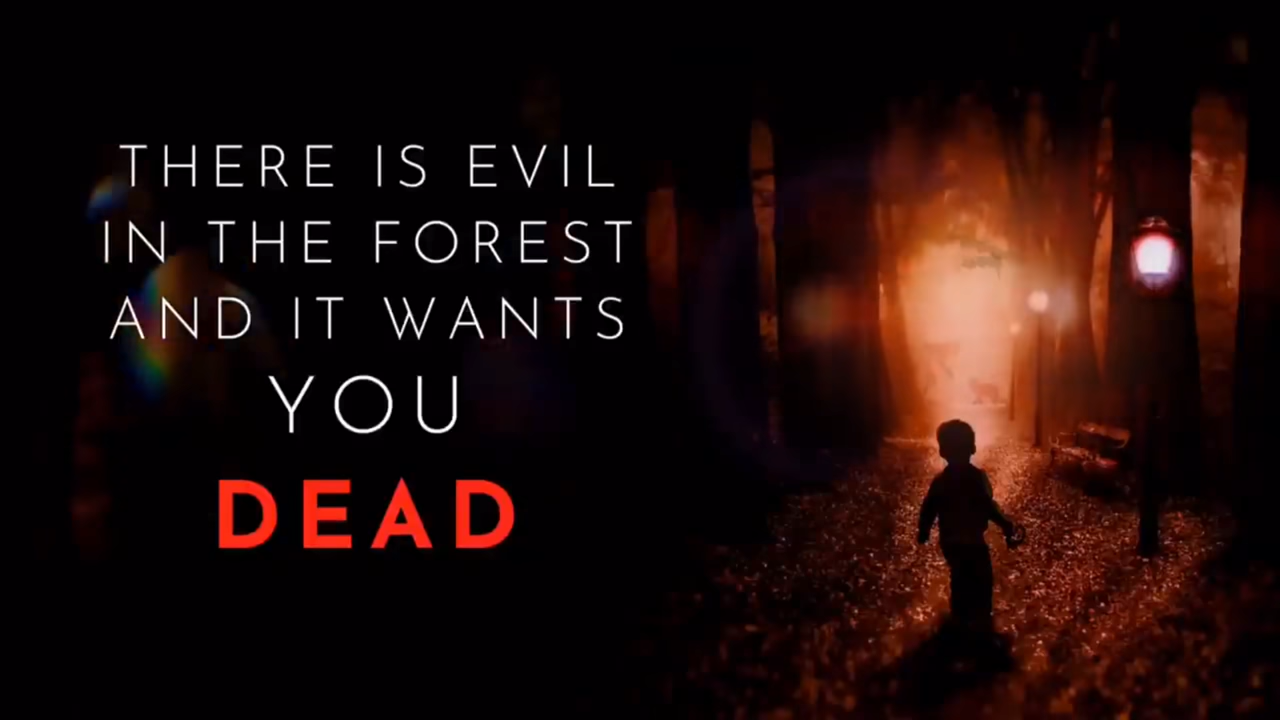 THERE IS EVIL
IN THE FOREST
AND IT WANTS
YOU
DEAD